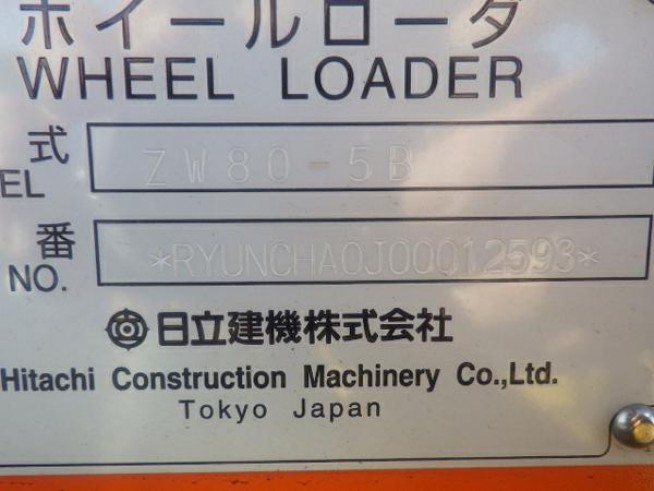 ホイールローダ
WHEEL LOADER
式
EL
ZW80-5B
番
NO.
*RYUNCHA0J00012593*
日立建機株式会社
Hitachi Construction Machinery Co.,Ltd.
Tokyo Japan